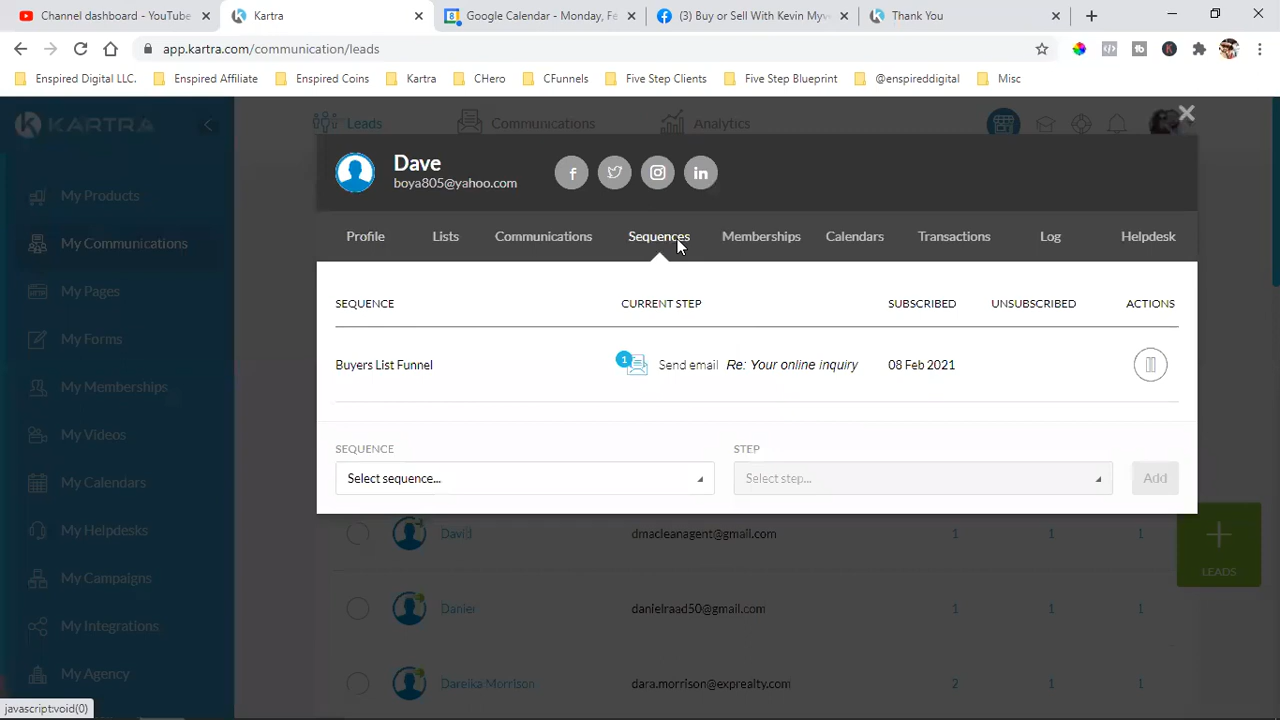 Channel dashboard - YouTube
Kartra
Google Calendar - Monday, Fe
(3) Buy or Sell With Kevin Myve
Thank You
app.kartra.com/communication/leads
Enspired Digital LLC.
Enspired Affiliate
Enspired Coins
Kartra
CHero
CFunnels
Five Step Clients
Five Step Blueprint
@enspireddigital
Misc
KARTRA
Leads
Communications
Analytics
My Products
My Communications
My Pages
My Forms
My Memberships
My Videos
My Calendars
My Helpdesks
My Campaigns
My Integrations
My Agency
javascript:void(0)
Dave
boya805@yahoo.com
Profile
Lists
Communications
Sequences
Memberships
Calendars
Transactions
Log
Helpdesk
SEQUENCE CURRENT STEP SUBSCRIBED UNSUBSCRIBED ACTIONS
Buyers List Funnel 1 Send email Re: Your online inquiry 08 Feb 2021
SEQUENCE STEP
Select sequence... Select step... Add
David dmacleanagent@gmail.com 1 1 1
Daniel danielraad50@gmail.com 1 1 1
Dareika Morrison dara.morrison@exprealty.com 2 1 1
LEADS